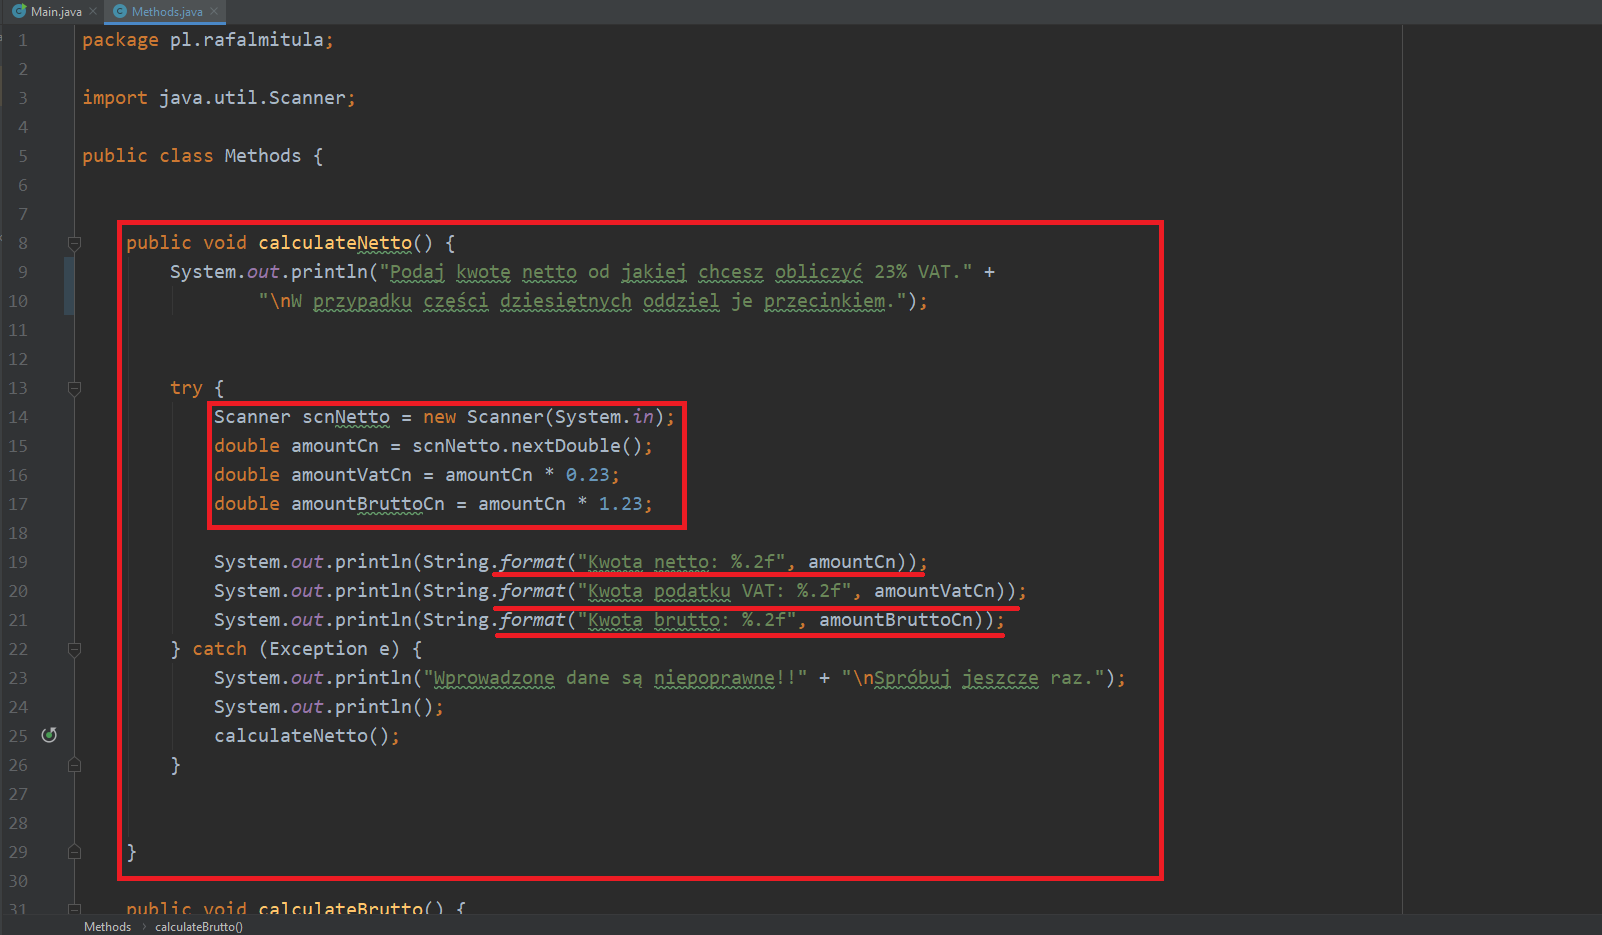 Main.java Methods.java
1 package pl.rafalmitula;
2
3 import java.util.Scanner;
4
5 public class Methods {
6
7
8 public void calculateNetto() {
9 System.out.println("Podaj kwotę netto od jakiej chcesz obliczyć 23% VAT." +
10 "\nW przypadku części dziesiętnych oddziel je przecinkiem.");
11
12
13 try {
14 Scanner scnNetto = new Scanner(System.in);
15 double amountCn = scnNetto.nextDouble();
16 double amountVatCn = amountCn * 0.23;
17 double amountBruttoCn = amountCn * 1.23;
18
19 System.out.println(String.format("Kwota netto: %.2f", amountCn));
20 System.out.println(String.format("Kwota podatku VAT: %.2f", amountVatCn));
21 System.out.println(String.format("Kwota brutto: %.2f", amountBruttoCn));
22 } catch (Exception e) {
23 System.out.println("Wprowadzone dane są niepoprawne!!" + "\nSpróbuj jeszcze raz.");
24 System.out.println();
25 calculateNetto();
26 }
27
28
29 }
30
31 public void calculateBrutto() {
Methods › calculateBrutto()